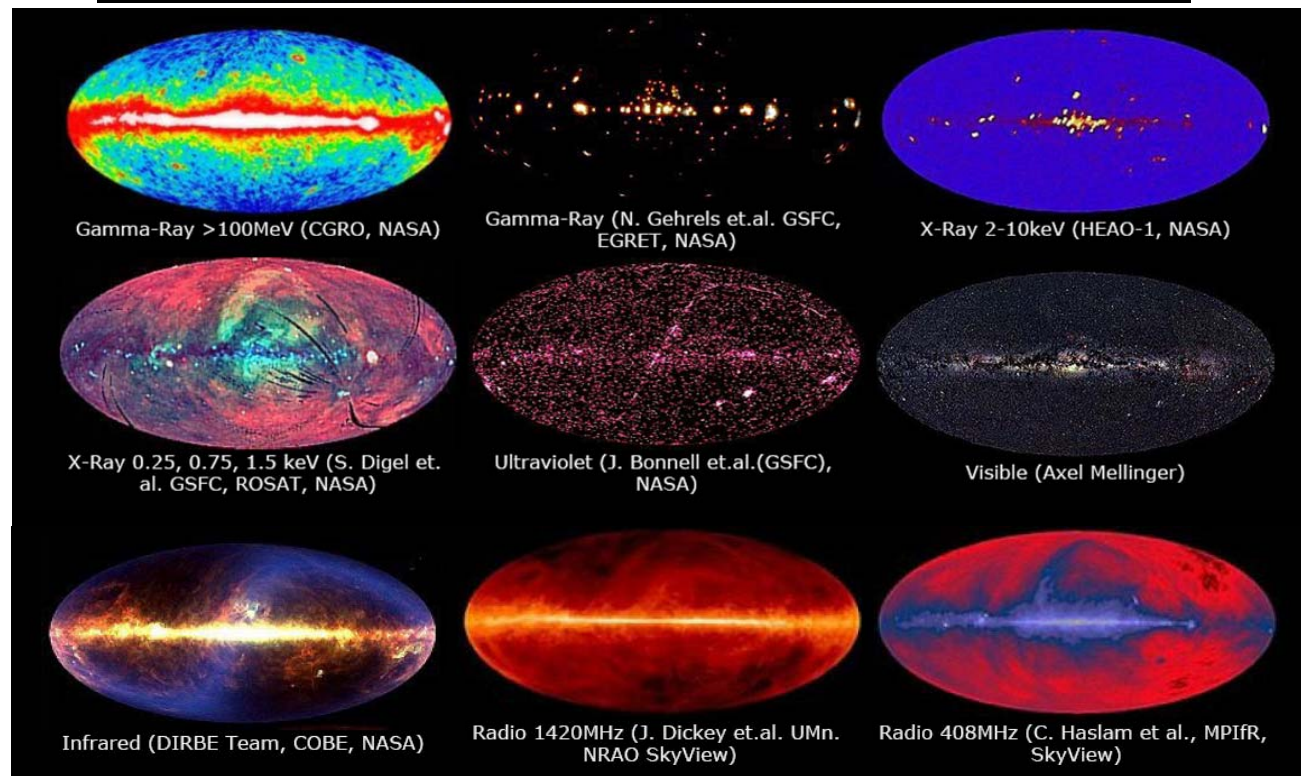 Gamma-Ray >100MeV (CGRO, NASA)
Gamma-Ray (N. Gehrels et.al. GSFC,
EGRET, NASA)
X-Ray 2-10keV (HEAO-1, NASA)
X-Ray 0.25, 0.75, 1.5 keV (S. Digel et.
al. GSFC, ROSAT, NASA)
Ultraviolet (J. Bonnell et.al.(GSFC),
NASA)
Visible (Axel Mellinger)
Infrared (DIRBE Team, COBE, NASA)
Radio 1420MHz (J. Dickey et.al. UMn.
NRAO SkyView)
Radio 408MHz (C. Haslam et al., MPIfR,
SkyView)